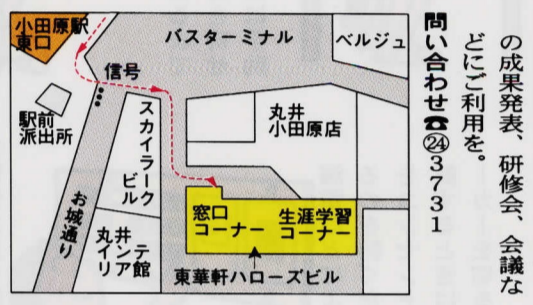 の成果発表、研修会、会議な
どにご利用を。
問い合わせ☎㉔3731
小田原駅
東口
バスターミナル
ベルジュ
信号
駅前
派出所
スカイラーク
ビル
丸井
小田原店
お城通り
丸井
インテリア館
窓口
コーナー
生涯学習
コーナー
東華軒ハローズビル